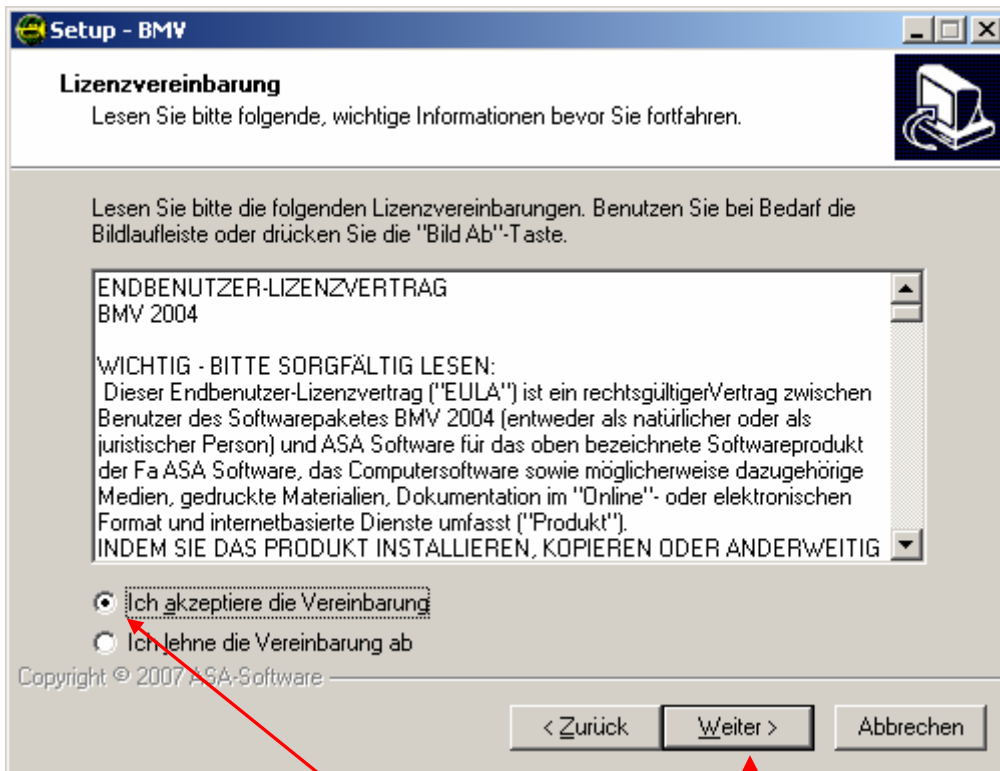 Setup - BMV
Lizenzvereinbarung
Lesen Sie bitte folgende, wichtige Informationen bevor Sie fortfahren.
Lesen Sie bitte die folgenden Lizenzvereinbarungen. Benutzen Sie bei Bedarf die
Bildlaufleiste oder drücken Sie die "Bild Ab"-Taste.
ENDBENUTZER-LIZENZVERTRAG
BMV 2004
WICHTIG - BITTE SORGFÄLTIG LESEN:
Dieser Endbenutzer-Lizenzvertrag ("EULA") ist ein rechtsgültigerVertrag zwischen
Benutzer des Softwarepaketes BMV 2004 (entweder als natürlicher oder als
juristischer Person) und ASA Software für das oben bezeichnete Softwareprodukt
der Fa ASA Software, das Computersoftware sowie möglicherweise dazugehörige
Medien, gedruckte Materialien, Dokumentation im "Online"- oder elektronischen
Format und internetbasierte Dienste umfasst ("Produkt").
INDEM SIE DAS PRODUKT INSTALLIEREN, KOPIEREN ODER ANDERWEITIG
Ich akzeptiere die Vereinbarung
Ich lehne die Vereinbarung ab
Copyright © 2007 ASA-Software
< Zurück Weiter > Abbrechen